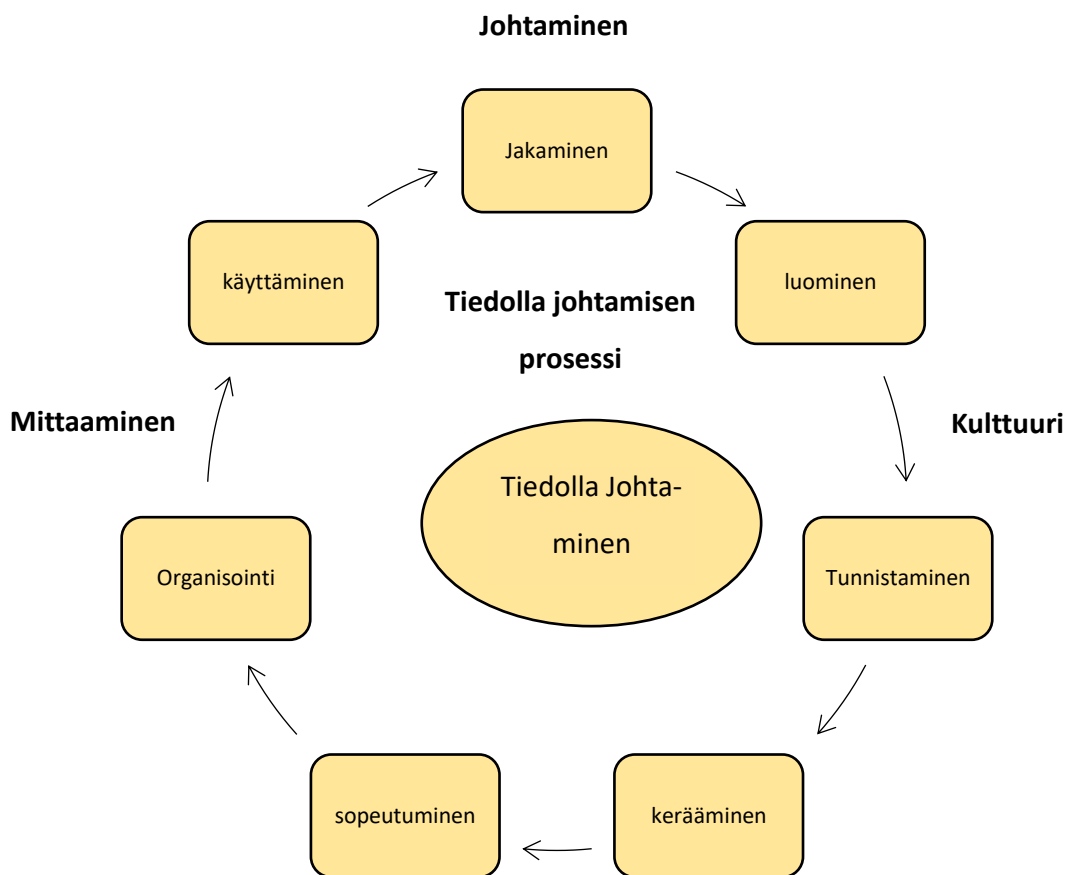 Johtaminen
Jakaminen
käyttäminen
luominen
Tiedolla johtamisen
prosessi
Mittaaminen
Kulttuuri
Tiedolla Johta-
minen
Organisointi
Tunnistaminen
sopeutuminen
kerääminen